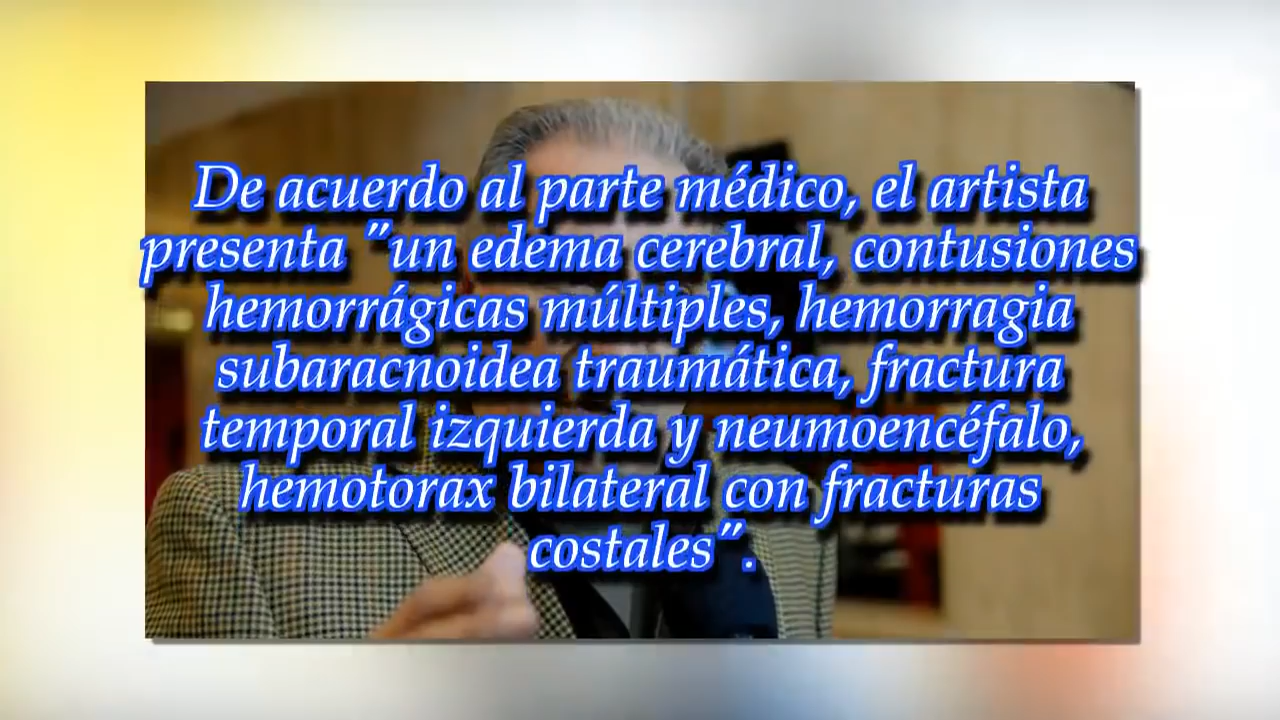 De acuerdo al parte médico, el artista
presenta "un edema cerebral, contusiones
hemorrágicas múltiples, hemorragia
subaracnoidea traumática, fractura
temporal izquierda y neumoencéfalo,
hemotorax bilateral con fracturas
costales".